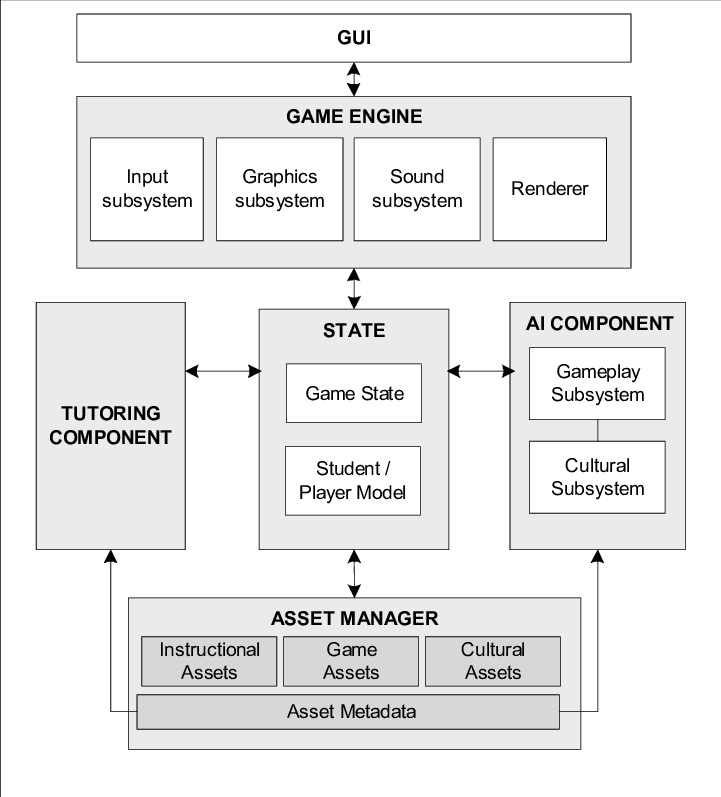 GUI
GAME ENGINE
Input
subsystem
Graphics
subsystem
Sound
subsystem
Renderer
TUTORING
COMPONENT
STATE
Game State
Student /
Player Model
AI COMPONENT
Gameplay
Subsystem
Cultural
Subsystem
ASSET MANAGER
Instructional
Assets
Game
Assets
Cultural
Assets
Asset Metadata